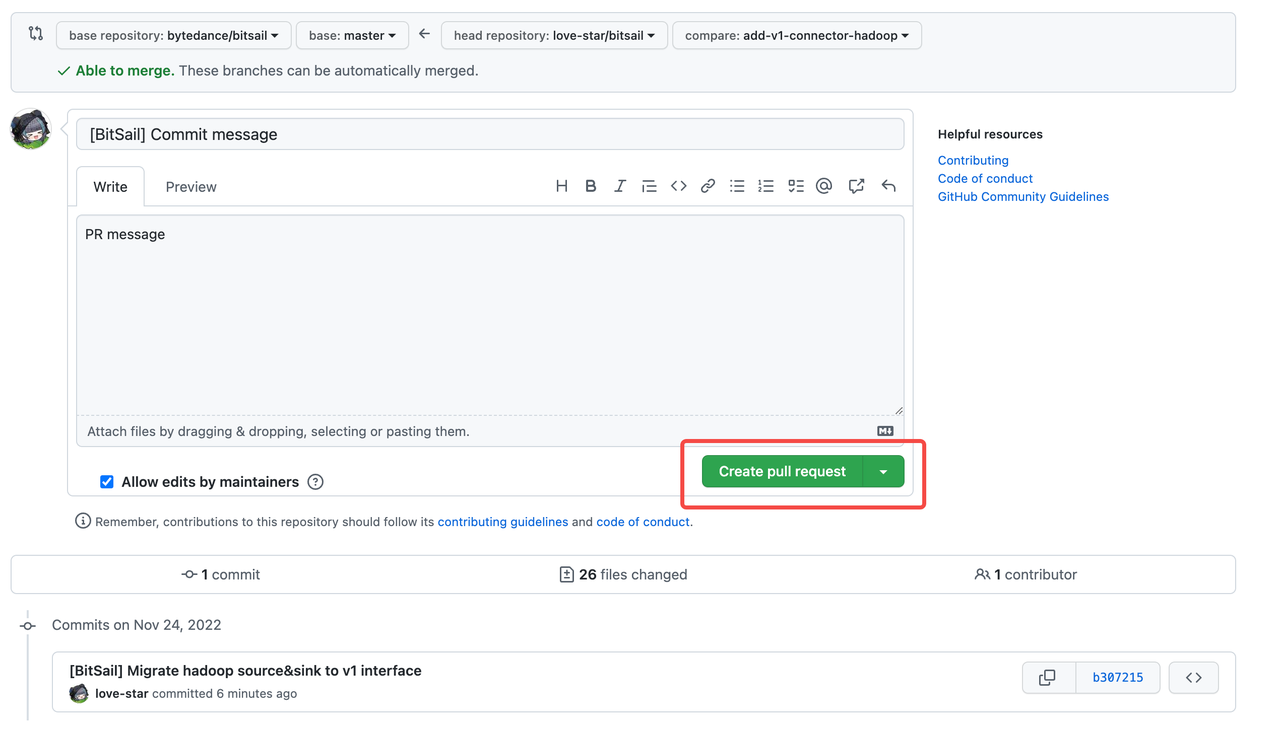 base repository: bytedance/bitsail base: master head repository: love-star/bitsail compare: add-v1-connector-hadoop
Able to merge. These branches can be automatically merged.
[BitSail] Commit message
Helpful resources
Contributing
Code of conduct
GitHub Community Guidelines
Write Preview
PR message
Attach files by dragging & dropping, selecting or pasting them.
Create pull request
Allow edits by maintainers
Remember, contributions to this repository should follow its contributing guidelines and code of conduct.
1 commit 26 files changed 1 contributor
Commits on Nov 24, 2022
[BitSail] Migrate hadoop source&sink to v1 interface
love-star committed 6 minutes ago
b307215